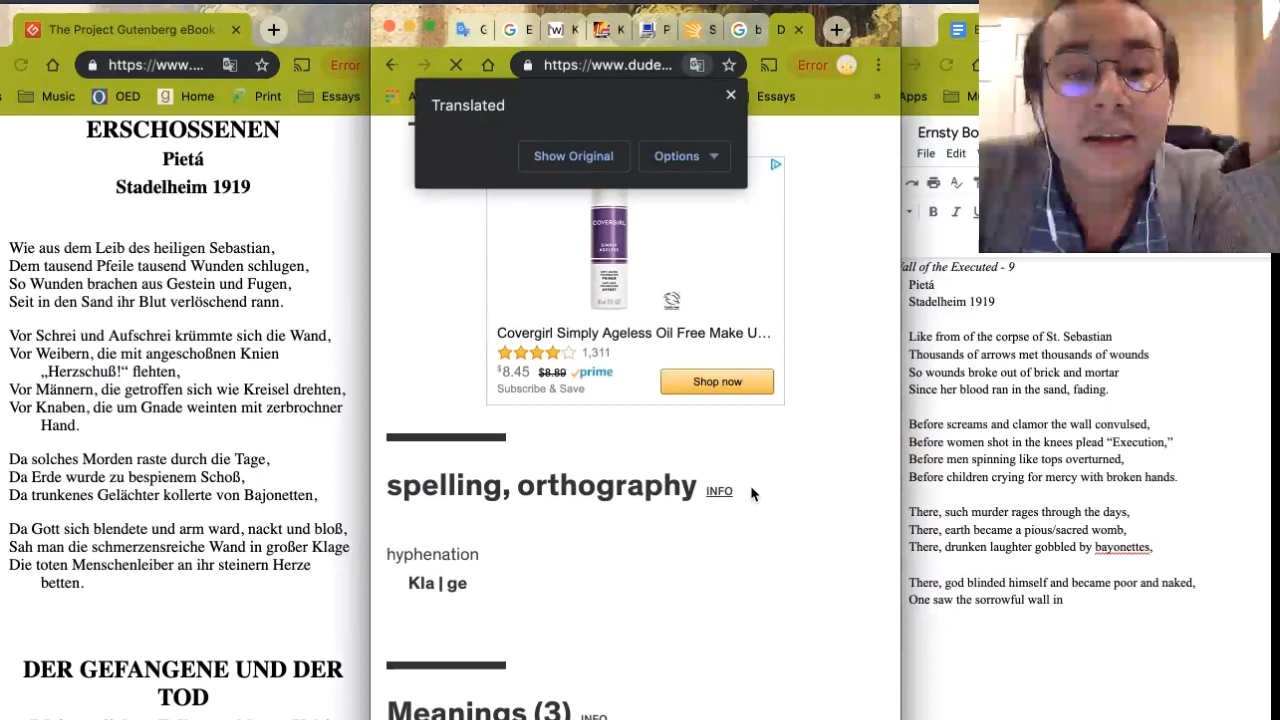 The Project Gutenberg eBook
https://www....
Error
Music
OED
Home
Print
Essays
ERSCHOSSENEN
Pietá
Stadelheim 1919
Wie aus dem Leib des heiligen Sebastian,
Dem tausend Pfeile tausend Wunden schlugen,
So Wunden brachen aus Gestein und Fugen,
Seit in den Sand ihr Blut verlöschend rann.
Vor Schrei und Aufschrei krümmte sich die Wand,
Vor Weibern, die mit angeschoßnen Knien
„Herzschuß!“ flehten,
Vor Männern, die getroffen sich wie Kreisel drehten,
Vor Knaben, die um Gnade weinten mit zerbrochner
Hand.
Da solches Morden raste durch die Tage,
Da Erde wurde zu bespienem Schoß,
Da trunkenes Gelächter kollerte von Bajonetten,
Da Gott sich blendete und arm ward, nackt und bloß,
Sah man die schmerzensreiche Wand in großer Klage
Die toten Menschenleiber an ihr steinern Herze
betten.
DER GEFANGENE UND DER
TOD
G E K K P S b D
https://www.dude...
Error
Essays
»
Translated
Show Original
Options
COVERGIRL
SIMPLY
AGELESS
Covergirl Simply Ageless Oil Free Make U...
1,311
$8.45 $8.89 prime
Subscribe & Save
Shop now
spelling, orthography INFO
hyphenation
Kla | ge
Meanings (3) INFO
Apps
Ernsty Bo
File Edit
B I
all of the Executed - 9
Pietá
Stadelheim 1919
Like from of the corpse of St. Sebastian
Thousands of arrows met thousands of wounds
So wounds broke out of brick and mortar
Since her blood ran in the sand, fading.
Before screams and clamor the wall convulsed,
Before women shot in the knees plead “Execution,”
Before men spinning like tops overturned,
Before children crying for mercy with broken hands.
There, such murder rages through the days,
There, earth became a pious/sacred womb,
There, drunken laughter gobbled by bayonettes,
There, god blinded himself and became poor and naked,
One saw the sorrowful wall in